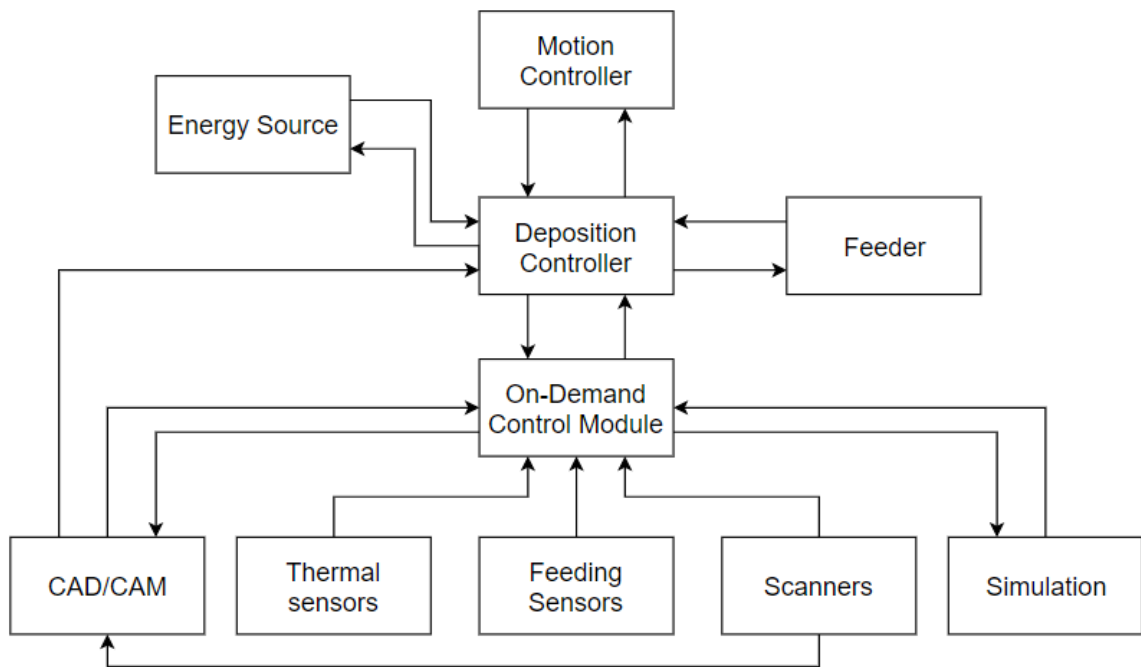 Motion
Controller
Energy Source
Deposition
Controller
Feeder
On-Demand
Control Module
CAD/CAM
Thermal
sensors
Feeding
Sensors
Scanners
Simulation